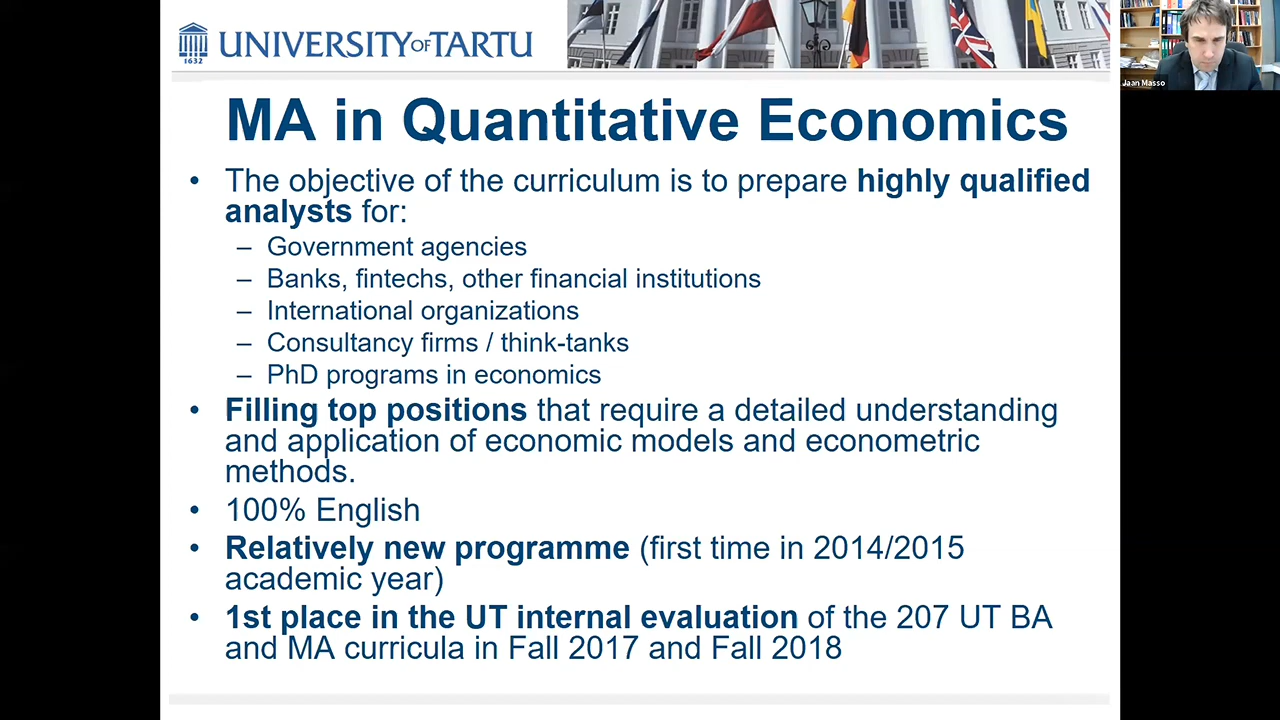 UNIVERSITY OF TARTU
1632
Jaan Masso
MA in Quantitative Economics
• The objective of the curriculum is to prepare highly qualified
analysts for:
– Government agencies
– Banks, fintechs, other financial institutions
– International organizations
– Consultancy firms / think-tanks
– PhD programs in economics
• Filling top positions that require a detailed understanding
and application of economic models and econometric
methods.
• 100% English
• Relatively new programme (first time in 2014/2015
academic year)
• 1st place in the UT internal evaluation of the 207 UT BA
and MA curricula in Fall 2017 and Fall 2018